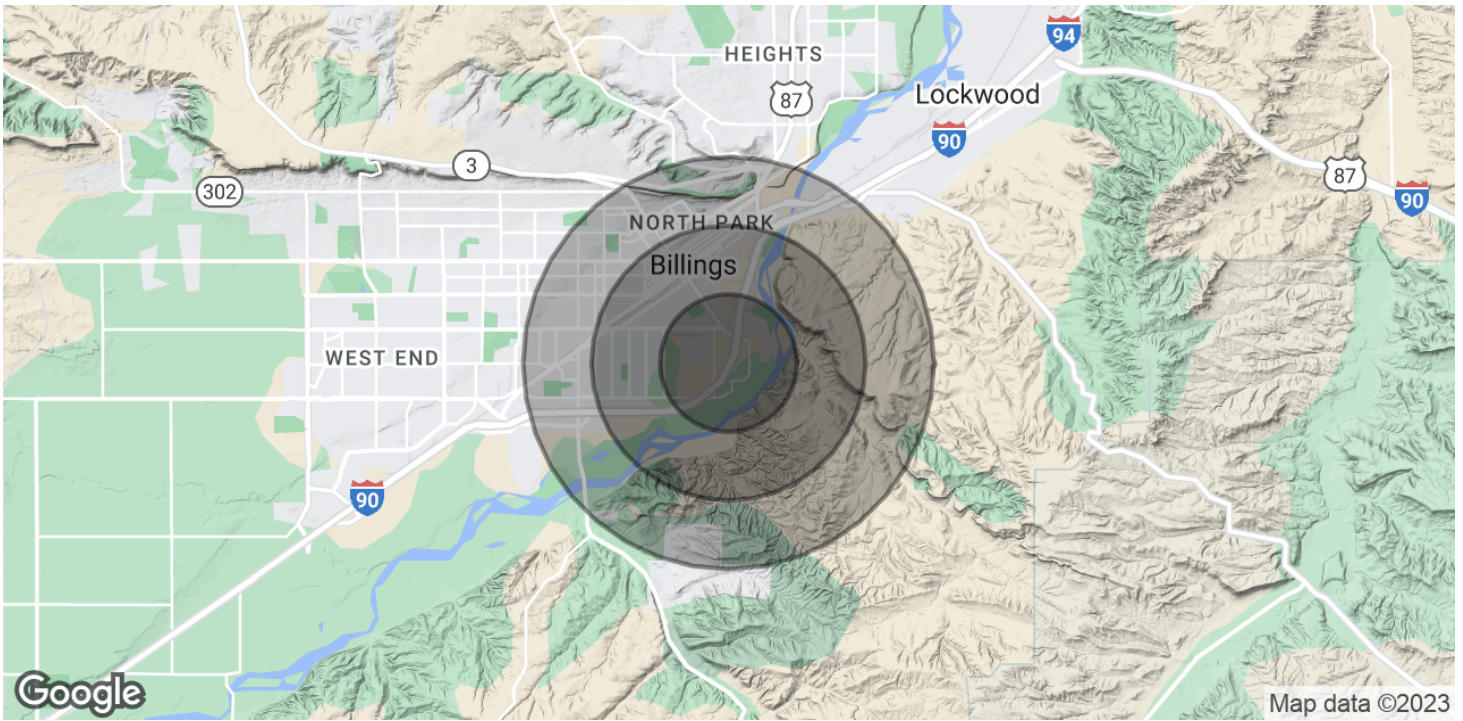 HEIGHTS
94
87
Lockwood
90
3
87
302
90
NORTH PARK
Billings
WEST END
90
Google
Map data ©2023